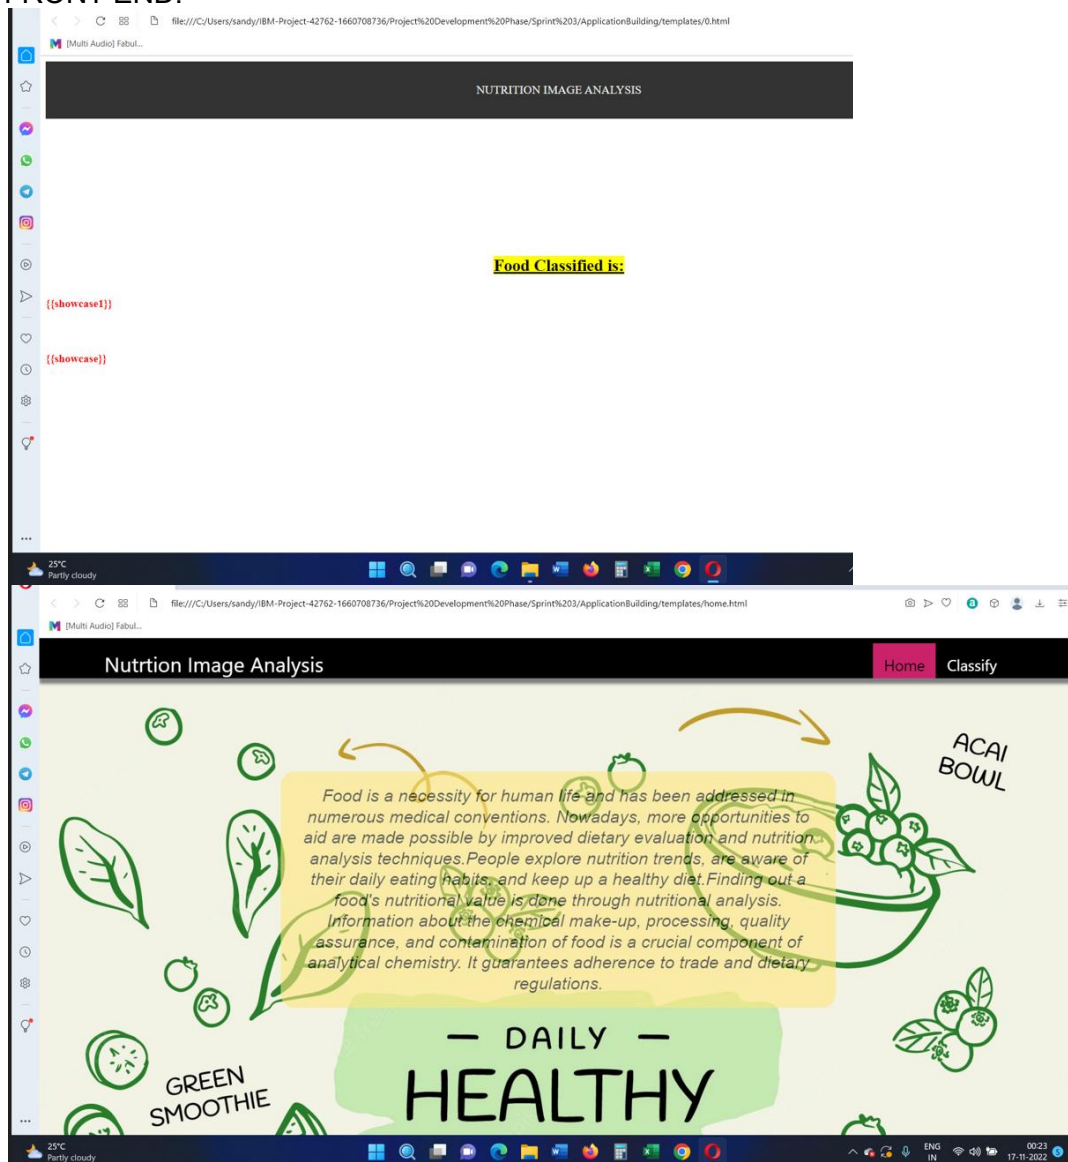 FRONT END:
file:///C:/Users/sandy/IBM-Project-42762-1660708736/Project%20Development%20Phase/Sprint%203/ApplicationBuilding/templates/0.html
[Multi Audio] Fabul...
NUTRITION IMAGE ANALYSIS
Food Classified is:
{{showcase1}}
{{showcase}}
25°C
Partly cloudy
file:///C:/Users/sandy/IBM-Project-42762-1660708736/Project%20Development%20Phase/Sprint%203/ApplicationBuilding/templates/home.html
[Multi Audio] Fabul...
Nutrtion Image Analysis
Home Classify
ACAI
BOWL
Food is a necessity for human life and has been addressed in
numerous medical conventions. Nowadays, more opportunities to
aid are made possible by improved dietary evaluation and nutrition
analysis techniques.People explore nutrition trends, are aware of
their daily eating habits, and keep up a healthy diet.Finding out a
food's nutritional value is done through nutritional analysis.
Information about the chemical make-up, processing, quality
assurance, and contamination of food is a crucial component of
analytical chemistry. It guarantees adherence to trade and dietary
regulations.
— DAILY —
HEALTHY
GREEN
SMOOTHIE
25°C
Partly cloudy
ENG
IN
00:23
17-11-2022
5